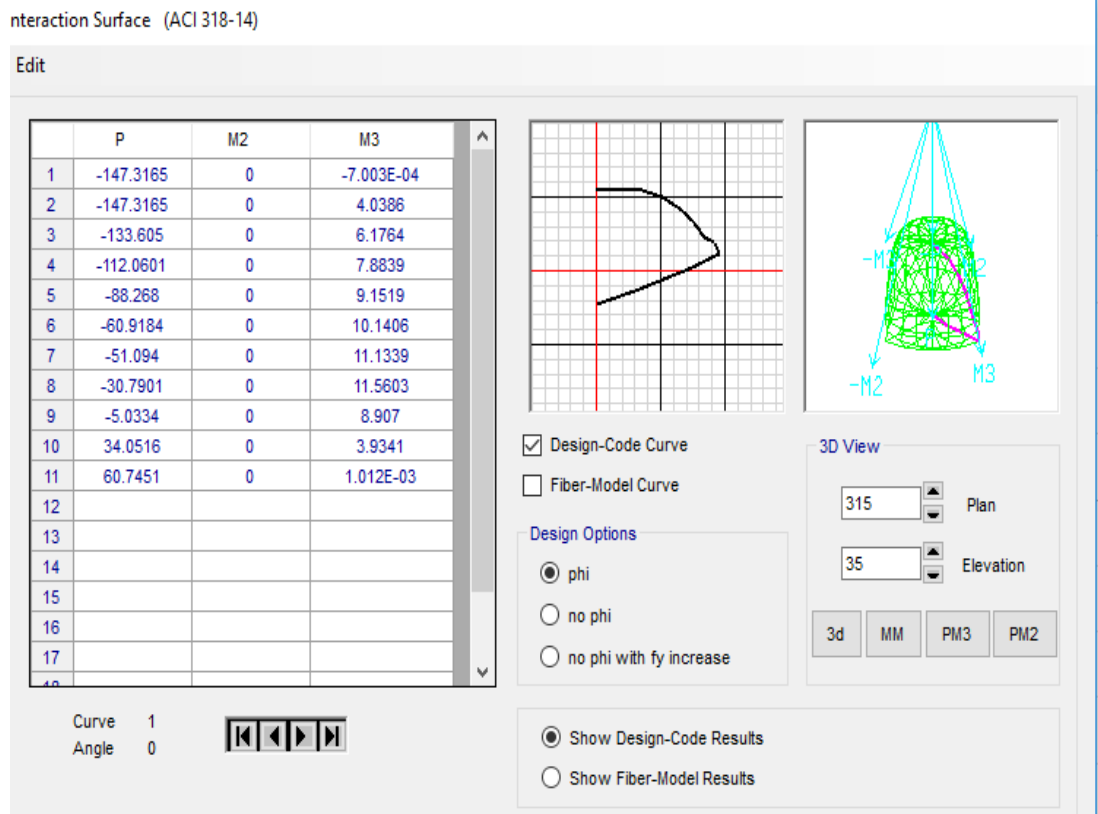 nteraction Surface (ACI 318-14)
Edit
P M2 M3
1 -147.3165 0 -7.003E-04
2 -147.3165 0 4.0386
3 -133.605 0 6.1764
4 -112.0601 0 7.8839
5 -88.268 0 9.1519
6 -60.9184 0 10.1406
7 -51.094 0 11.1339
8 -30.7901 0 11.5603
9 -5.0334 0 8.907
10 34.0516 0 3.9341
11 60.7451 0 1.012E-03
12
13
14
15
16
17
Curve 1
Angle 0
-M2
M3
Design-Code Curve
Fiber-Model Curve
Design Options
phi
no phi
no phi with fy increase
3D View
315 Plan
35 Elevation
3d MM PM3 PM2
Show Design-Code Results
Show Fiber-Model Results